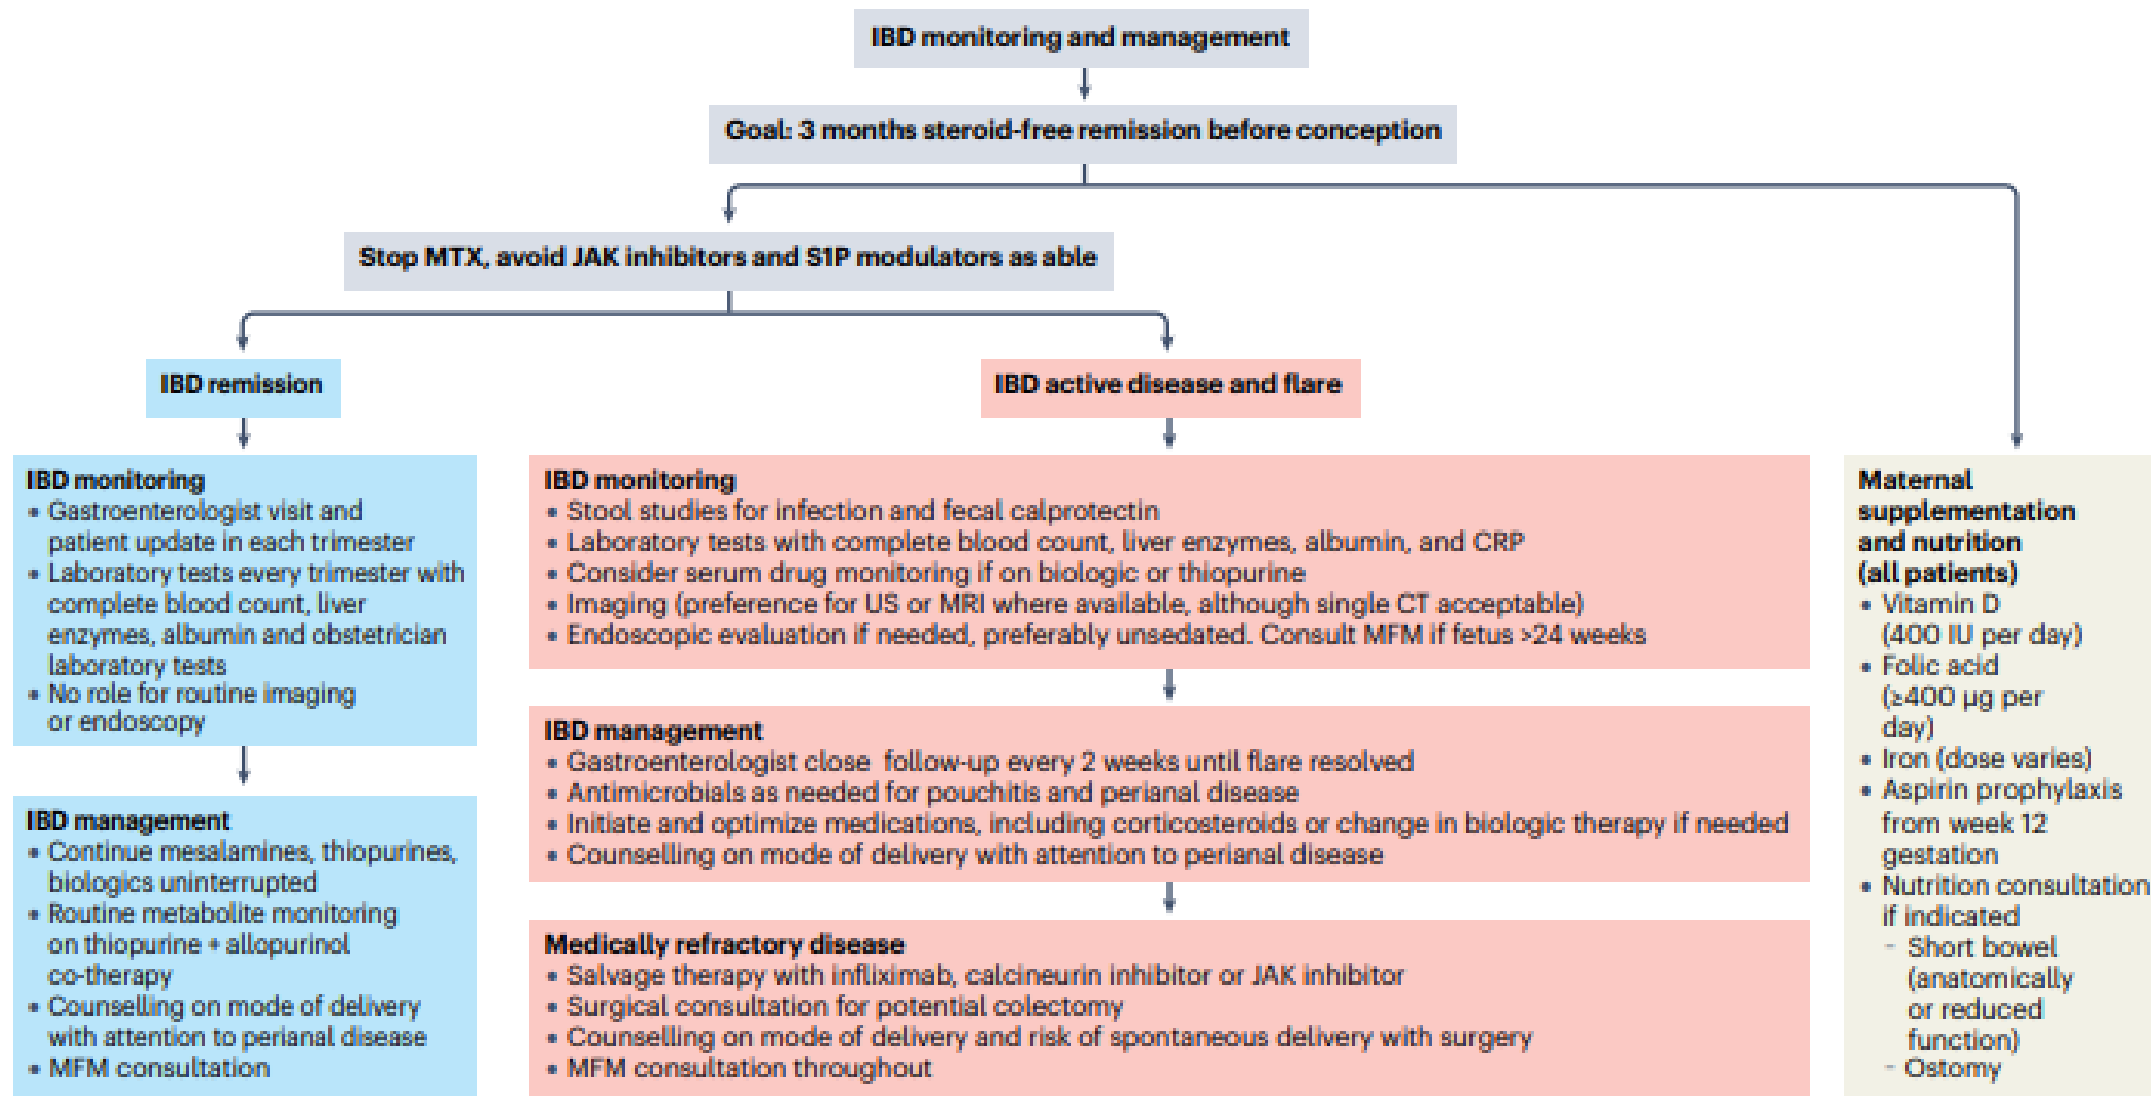 IBD monitoring and management
Goal: 3 months steroid-free remission before conception
Stop MTX, avoid JAK inhibitors and S1P modulators as able
IBD remission
IBD monitoring
• Gastroenterologist visit and
patient update in each trimester
• Laboratory tests every trimester with
complete blood count, liver
enzymes, albumin and obstetrician
laboratory tests
• No role for routine imaging
or endoscopy
IBD management
• Continue mesalamines, thiopurines,
biologics uninterrupted
• Routine metabolite monitoring
on thiopurine + allopurinol
co-therapy
• Counselling on mode of delivery
with attention to perianal disease
• MFM consultation
IBD active disease and flare
IBD monitoring
• Stool studies for infection and fecal calprotectin
• Laboratory tests with complete blood count, liver enzymes, albumin, and CRP
• Consider serum drug monitoring if on biologic or thiopurine
• Imaging (preference for US or MRI where available, although single CT acceptable)
• Endoscopic evaluation if needed, preferably unsedated. Consult MFM if fetus >24 weeks
IBD management
• Gastroenterologist close follow-up every 2 weeks until flare resolved
• Antimicrobials as needed for pouchitis and perianal disease
• Initiate and optimize medications, including corticosteroids or change in biologic therapy if needed
• Counselling on mode of delivery with attention to perianal disease
Medically refractory disease
• Salvage therapy with infliximab, calcineurin inhibitor or JAK inhibitor
• Surgical consultation for potential colectomy
• Counselling on mode of delivery and risk of spontaneous delivery with surgery
• MFM consultation throughout
Maternal
supplementation
and nutrition
(all patients)
• Vitamin D
(400 IU per day)
• Folic acid
(≥400 µg per
day)
• Iron (dose varies)
• Aspirin prophylaxis
from week 12
gestation
• Nutrition consultation
if indicated
- Short bowel
(anatomically
or reduced
function)
- Ostomy